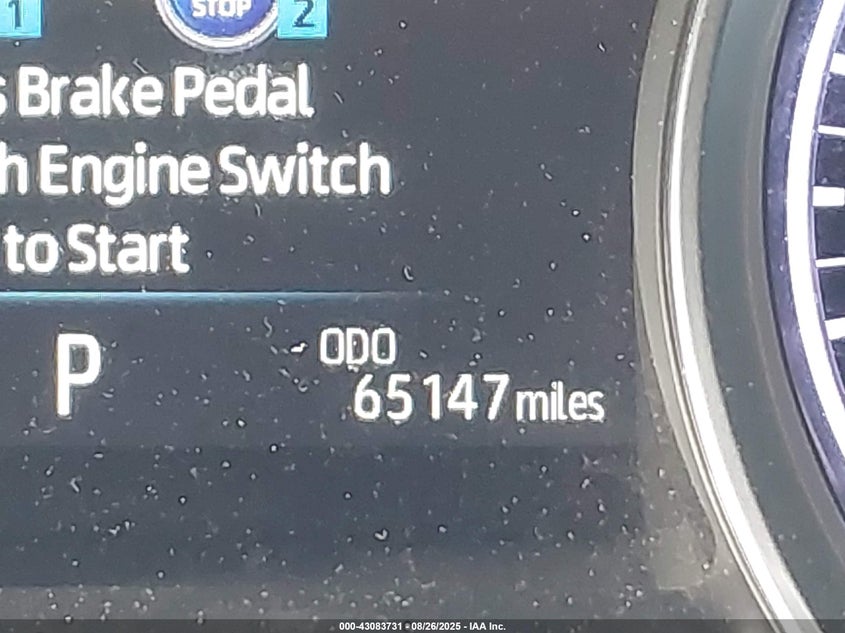 1 STOP 2
s Brake Pedal
h Engine Switch
to Start
P
ODO
65147 miles
000-43083731 - 08/26/2025 - IAA Inc.